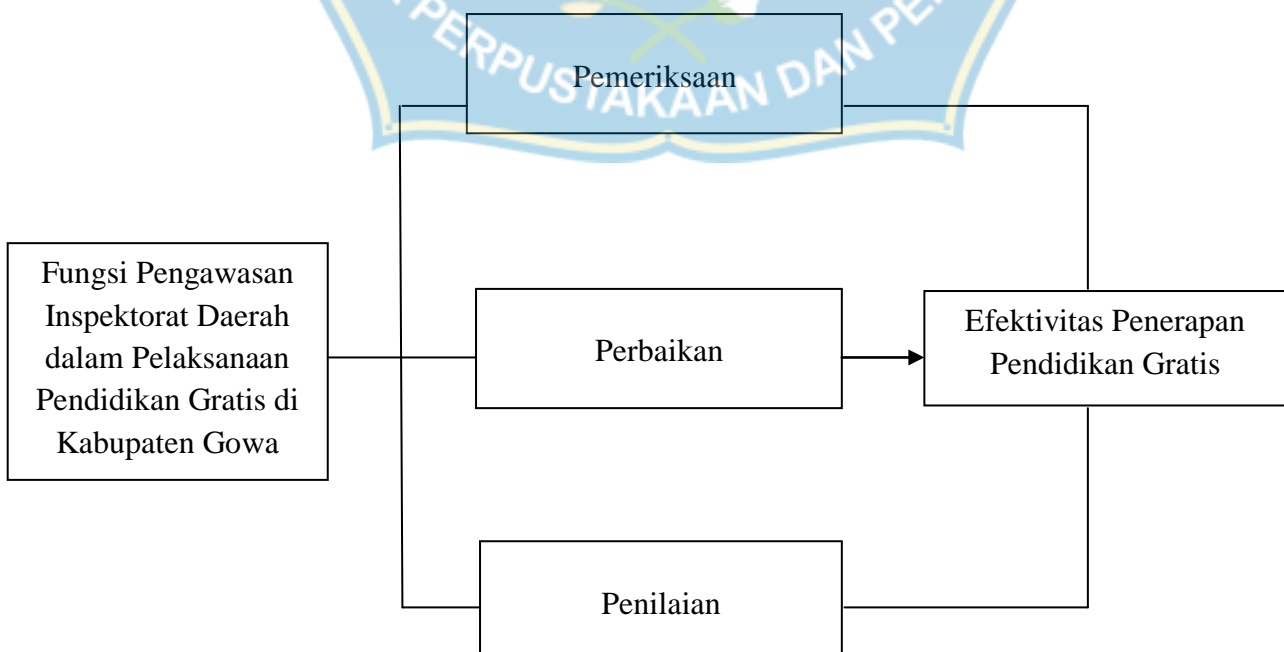 PERPUSTAKAAN DAN PE
Pemeriksaan
Fungsi Pengawasan
Inspektorat Daerah
dalam Pelaksanaan
Pendidikan Gratis di
Kabupaten Gowa
Perbaikan
Efektivitas Penerapan
Pendidikan Gratis
Penilaian